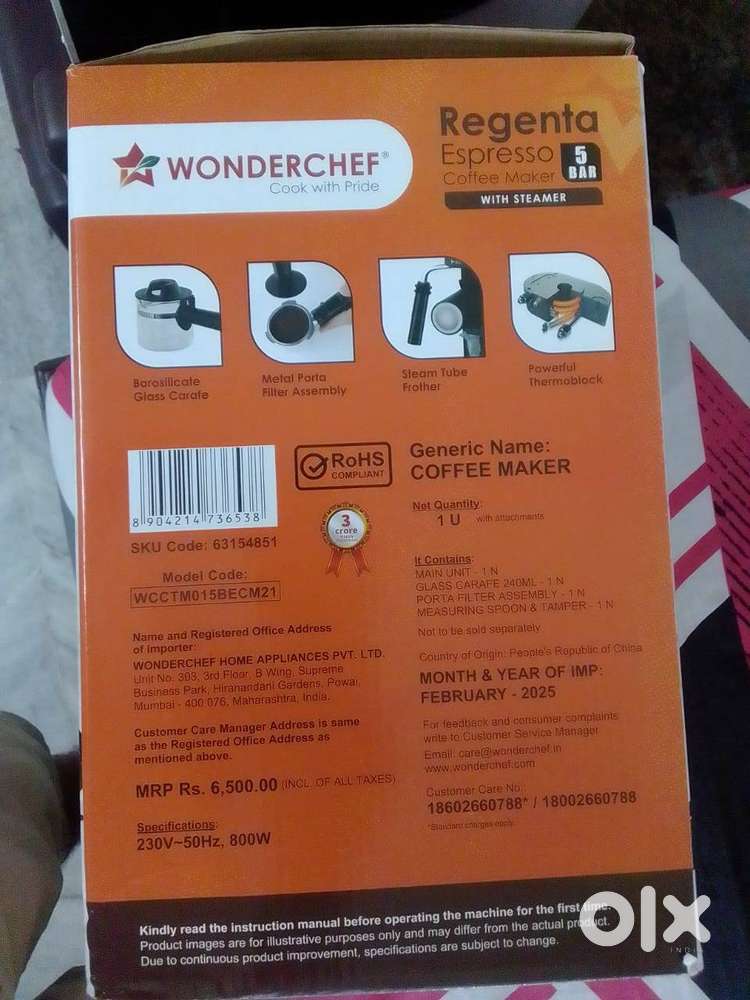 WONDERCHEF®
Cook with Pride
Regenta
Espresso
Coffee Maker
5
BAR
WITH STEAMER
Borosilicate
Glass Carafe
Metal Porta
Filter Assembly
Steam Tube
Frother
Powerful
Thermoblock
8 904214 736538
SKU Code: 63154851
RoHS
COMPLIANT
3
crore
Generic Name:
COFFEE MAKER
Net Quantity:
1 U with attachments
Model Code:
WCCTM015BECM21
It Contains:
MAIN UNIT - 1 N
GLASS CARAFE 240ML - 1 N
PORTA FILTER ASSEMBLY - 1 N
MEASURING SPOON & TAMPER - 1 N
Not to be sold separately
Name and Registered Office Address
of Importer:
WONDERCHEF HOME APPLIANCES PVT. LTD.
Unit No. 303, 3rd Floor, B Wing, Supreme
Business Park, Hiranandani Gardens, Powai,
Mumbai - 400 076, Maharashtra, India.
Customer Care Manager Address is same
as the Registered Office Address as
mentioned above.
MRP Rs. 6,500.00 (INCL. OF ALL TAXES)
Specifications:
230V~50Hz, 800W
Country of Origin: People's Republic of China
MONTH & YEAR OF IMP:
FEBRUARY - 2025
For feedback and consumer complaints
write to Customer Service Manager
Email: care@wonderchef.in
www.wonderchef.com
Customer Care No.
18602660788* / 18002660788
*Standard charges apply
Kindly read the instruction manual before operating the machine for the first time.
Product images are for illustrative purposes only and may differ from the actual product.
Due to continuous product improvement, specifications are subject to change.
olx
INDIA